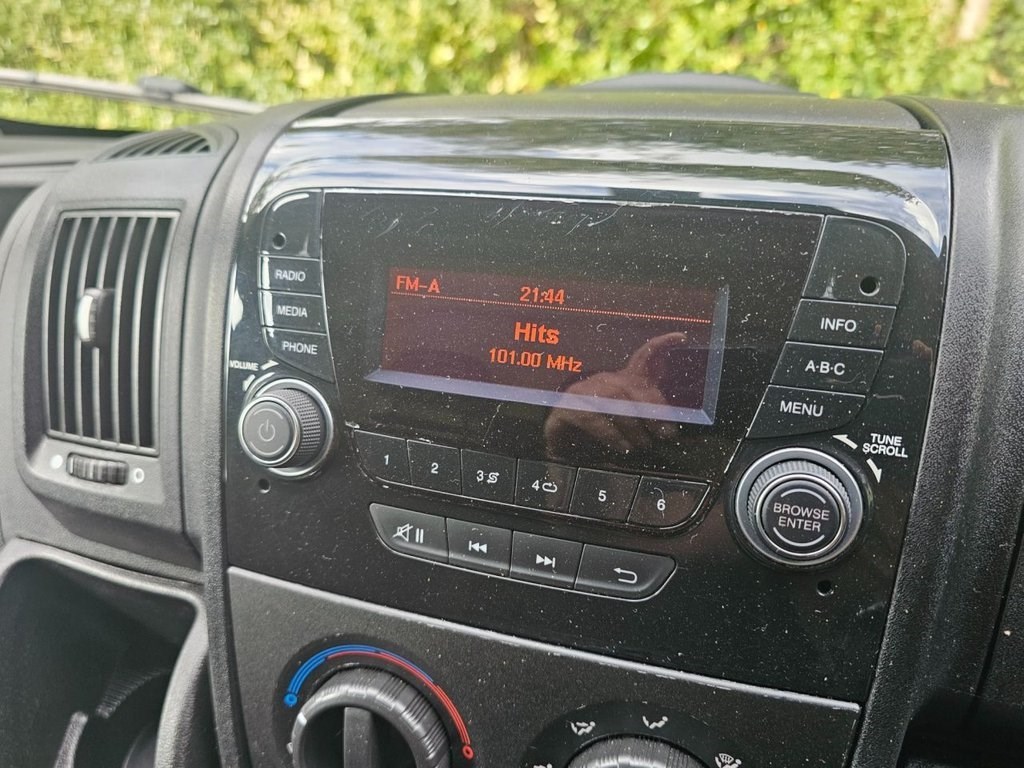 RADIO
MEDIA
PHONE
VOLUME
FM-A 21:44
Hits
101.00 MHz
INFO
A·B·C
MENU
TUNE
SCROLL
BROWSE
ENTER
1 2 3 4 5 6